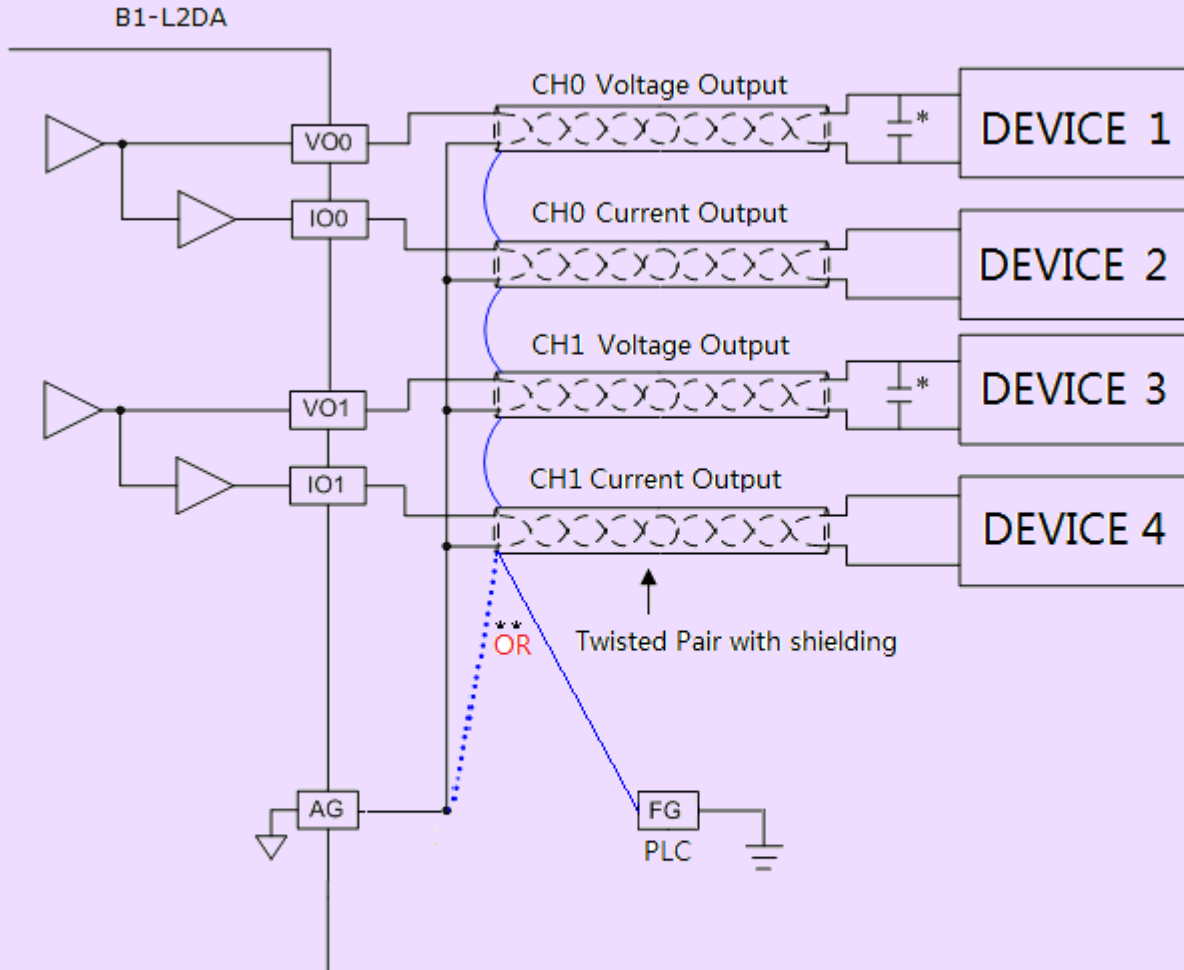 B1-L2DA
CH0 Voltage Output
VO0
*
DEVICE 1
CH0 Current Output
IO0
DEVICE 2
CH1 Voltage Output
VO1
*
DEVICE 3
CH1 Current Output
IO1
DEVICE 4
**
OR
Twisted Pair with shielding
AG
FG
PLC